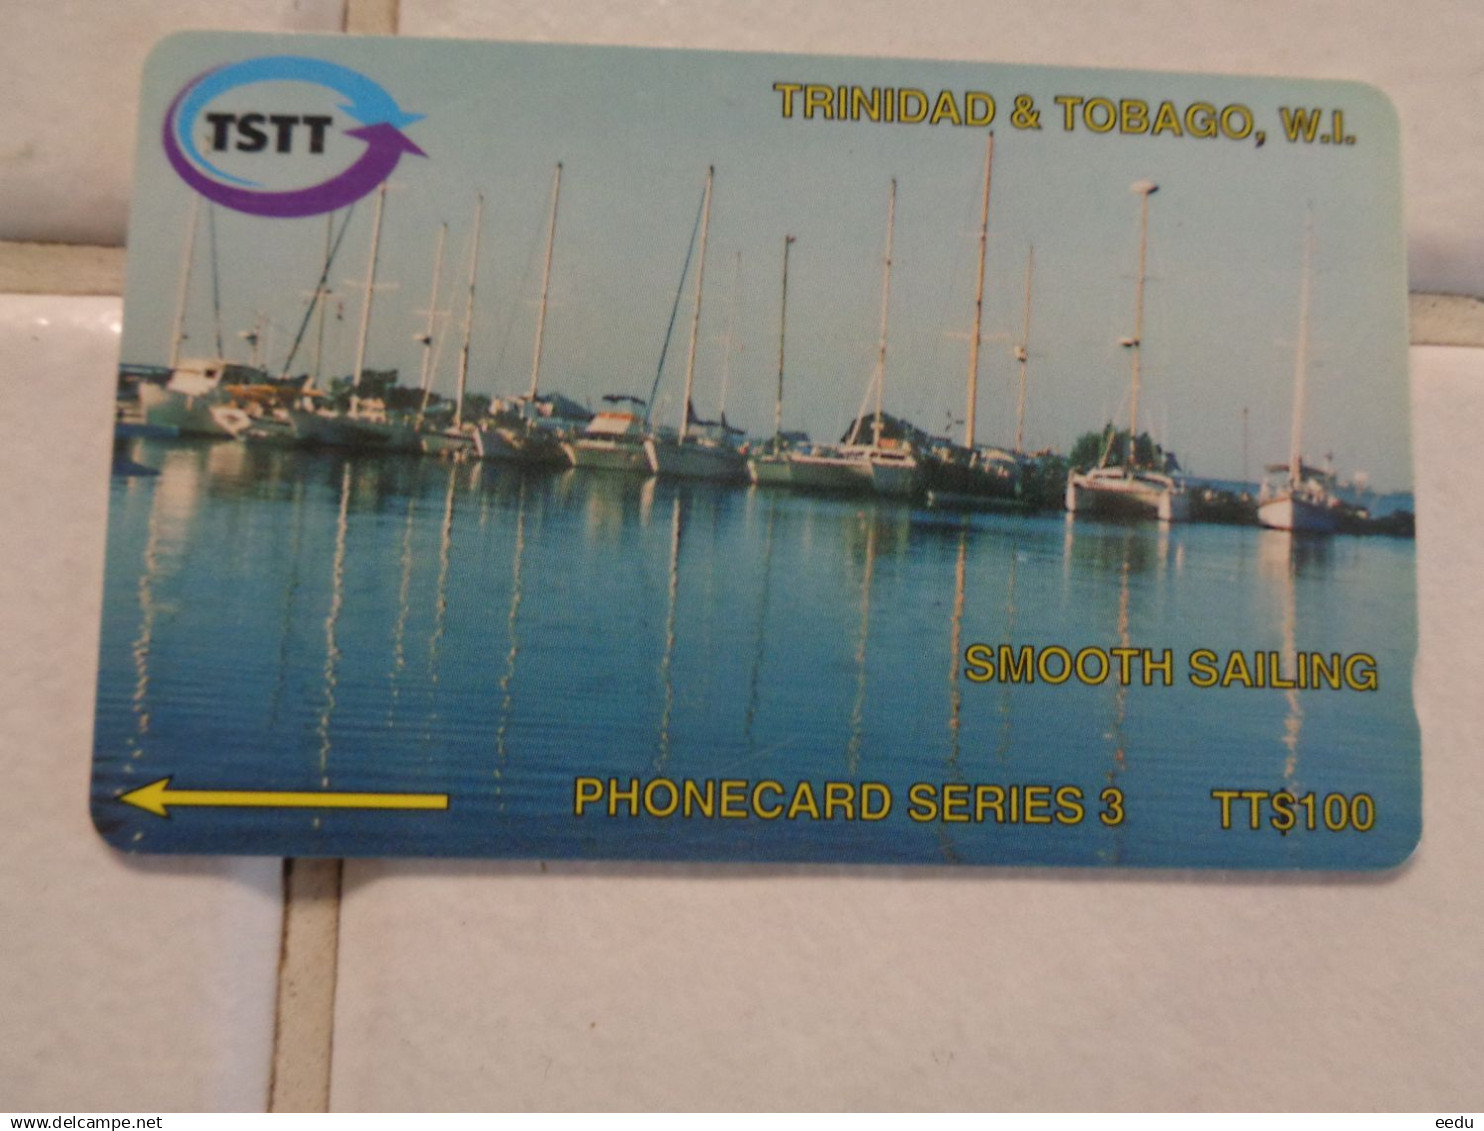 TSTT
TRINIDAD & TOBAGO, W.I.
SMOOTH SAILING
PHONECARD SERIES 3 TT$100
www.delcampe.net
eedu